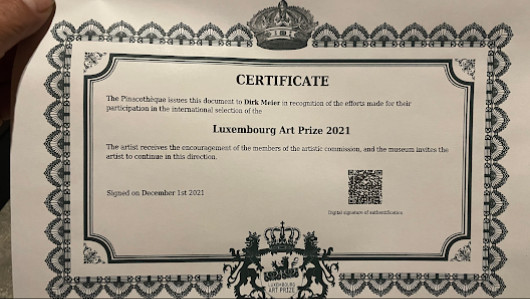 CERTIFICATE
The Pinacothèque issues this document to Dirk Meier in recognition of the efforts made for their
participation in the international selection of the
Luxembourg Art Prize 2021
The artist receives the encouragement of the members of the artistic commission, and the museum invites the
artist to continue in this direction.
Signed on December 1st 2021
Digital signature of authentification
LUXEMBOURG
ART PRIZE